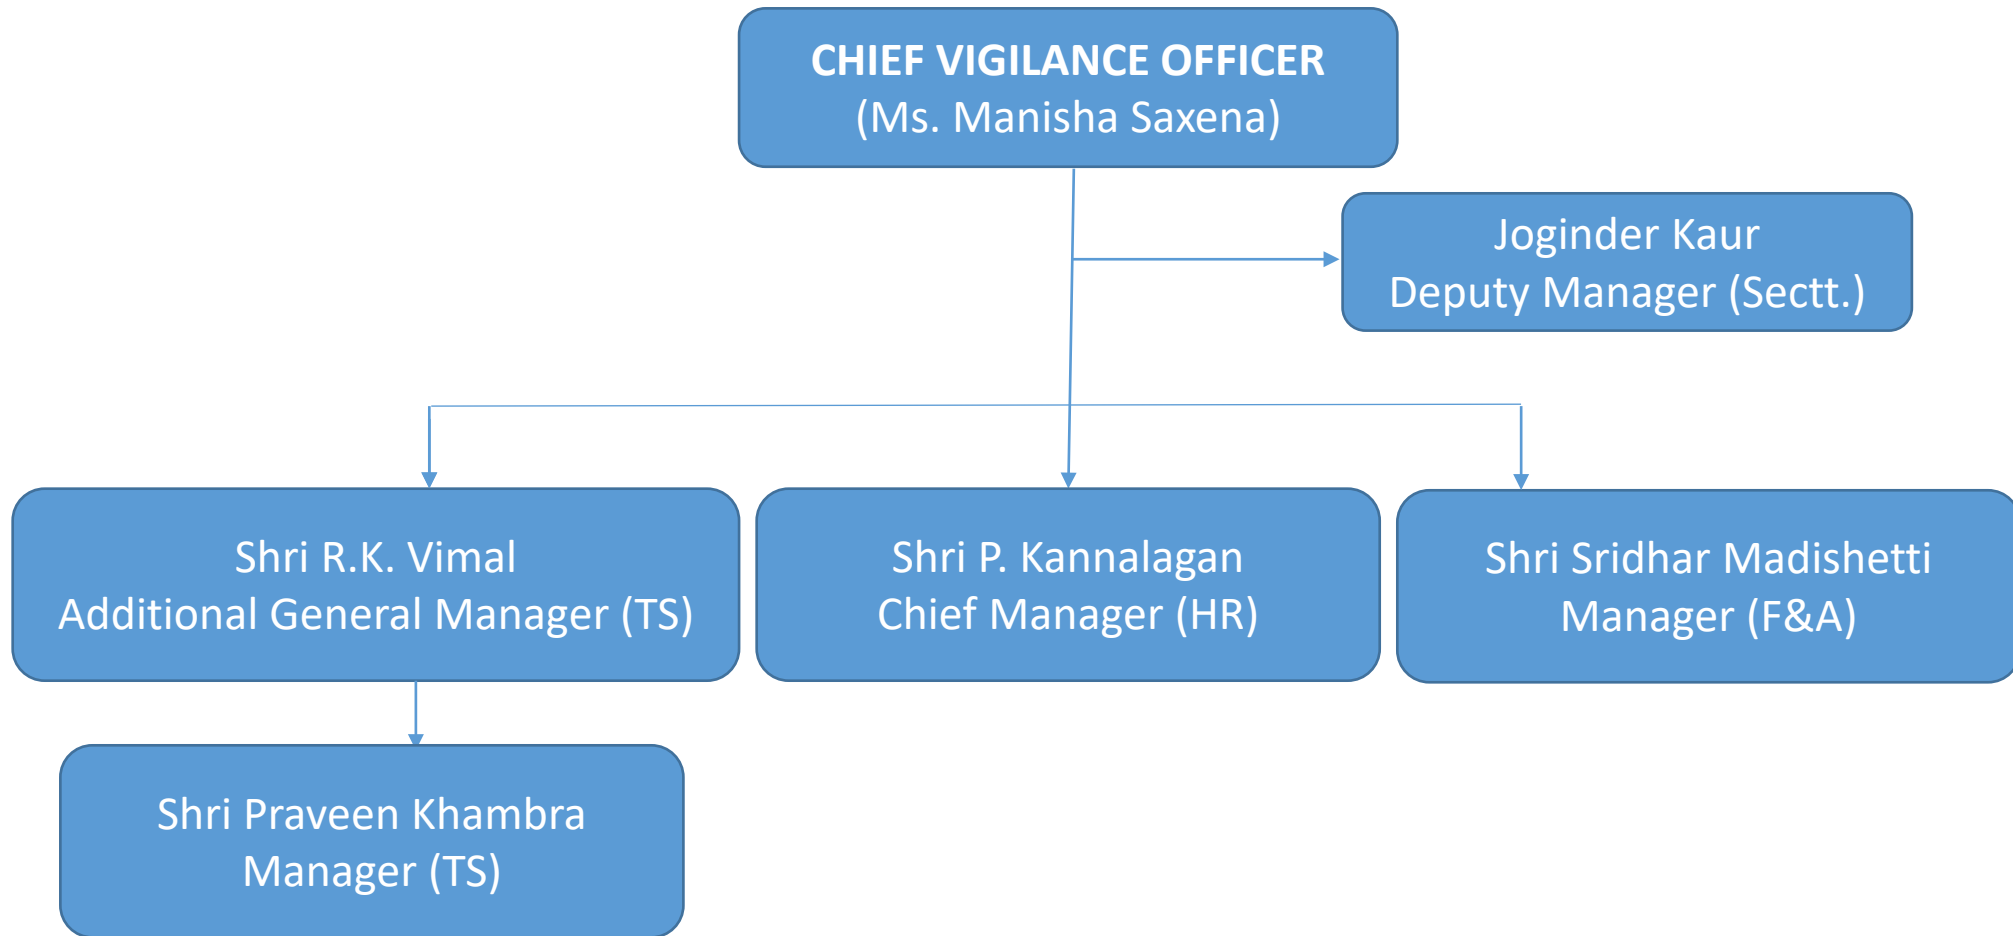 CHIEF VIGILANCE OFFICER
(Ms. Manisha Saxena)
Joginder Kaur
Deputy Manager (Sectt.)
Shri R.K. Vimal
Additional General Manager (TS)
Shri P. Kannalagan
Chief Manager (HR)
Shri Sridhar Madishetti
Manager (F&A)
Shri Praveen Khambra
Manager (TS)